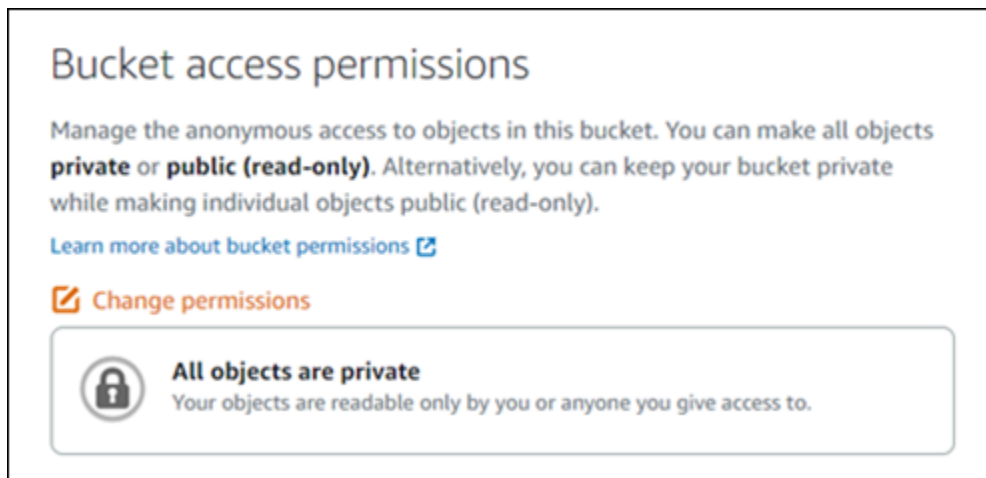 Bucket access permissions
Manage the anonymous access to objects in this bucket. You can make all objects
private or public (read-only). Alternatively, you can keep your bucket private
while making individual objects public (read-only).
Learn more about bucket permissions
Change permissions
All objects are private
Your objects are readable only by you or anyone you give access to.